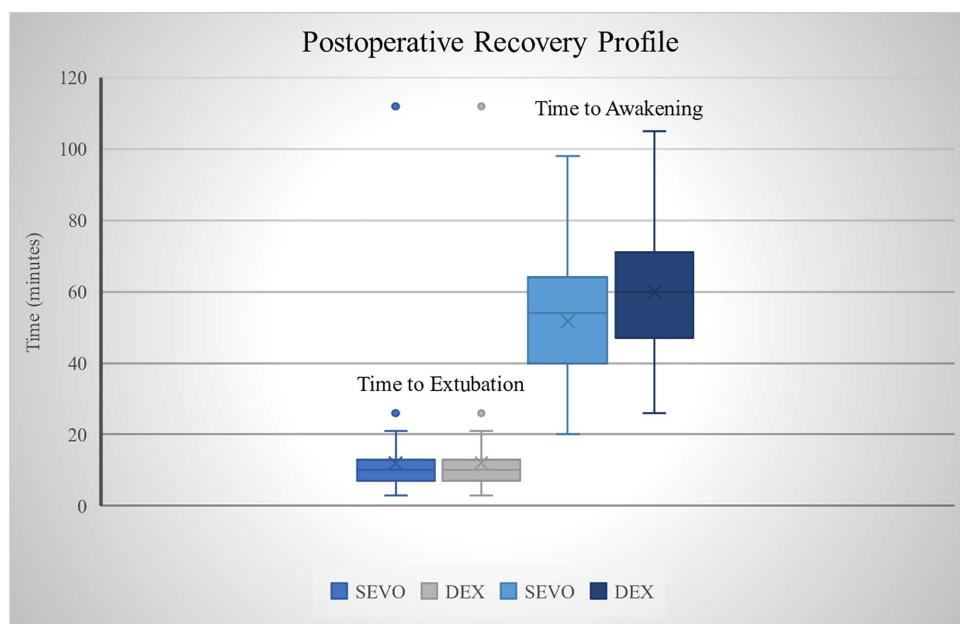 Postoperative Recovery Profile
120
100
80
60
40
20
0
Time (minutes)
Time to Awakening
Time to Extubation
SEVO DEX SEVO DEX